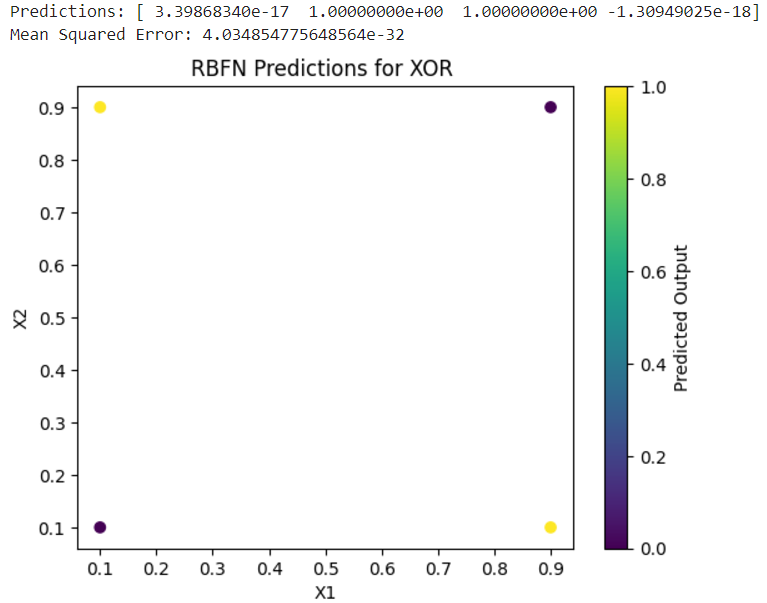 Predictions: [ 3.39868340e-17  1.00000000e+00  1.00000000e+00 -1.30949025e-18]
Mean Squared Error: 4.034854775648564e-32
RBFN Predictions for XOR
0.9
0.8
0.7
0.6
0.5
0.4
0.3
0.2
0.1
X2
0.1 0.2 0.3 0.4 0.5 0.6 0.7 0.8 0.9
X1
1.0
0.8
0.6
0.4
0.2
0.0
Predicted Output